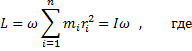 L = ω ∑_{i=1}^{n} m_i r_i^2 = Iω , где